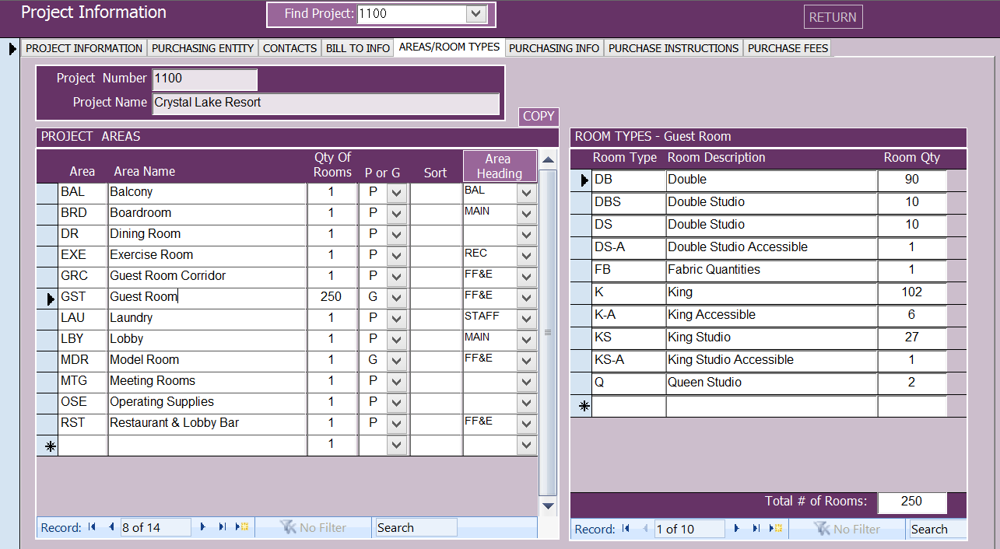 Project Information Find Project: 1100 RETURN
PROJECT INFORMATION PURCHASING ENTITY CONTACTS BILL TO INFO AREAS/ROOM TYPES PURCHASING INFO PURCHASE INSTRUCTIONS PURCHASE FEES
Project Number 1100
Project Name Crystal Lake Resort
COPY
PROJECT AREAS
Area Area Name Qty Of Rooms P or G Sort Area Heading
BAL Balcony 1 P BAL
BRD Boardroom 1 P MAIN
DR Dining Room 1 P
EXE Exercise Room 1 P REC
GRC Guest Room Corridor 1 P FF&E
GST Guest Room 250 G FF&E
LAU Laundry 1 P STAFF
LBY Lobby 1 P MAIN
MDR Model Room 1 G FF&E
MTG Meeting Rooms 1 P
OSE Operating Supplies 1 P
RST Restaurant & Lobby Bar 1 P FF&E
1
Record: 8 of 14 No Filter Search
ROOM TYPES - Guest Room
Room Type Room Description Room Qty
DB Double 90
DBS Double Studio 10
DS Double Studio 10
DS-A Double Studio Accessible 1
FB Fabric Quantities 1
K King 102
K-A King Accessible 6
KS King Studio 27
KS-A King Studio Accessible 1
Q Queen Studio 2
Total # of Rooms: 250
Record: 1 of 10 No Filter Search